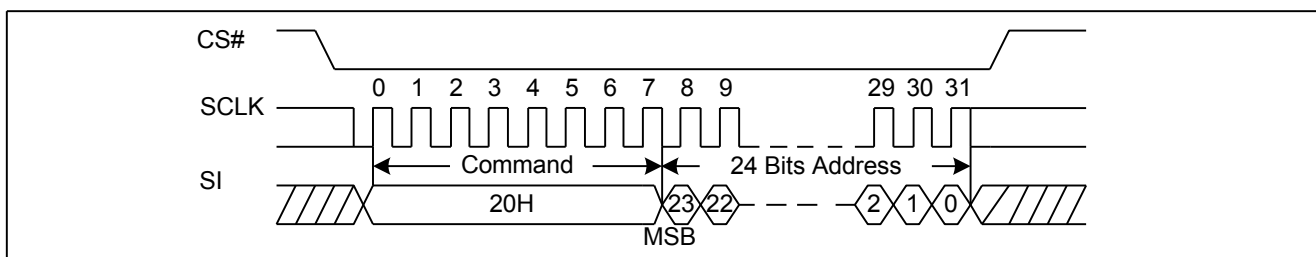 CS#
0 1 2 3 4 5 6 7 8 9 29 30 31
SCLK
Command 24 Bits Address
SI
20H 23 22 2 1 0
MSB